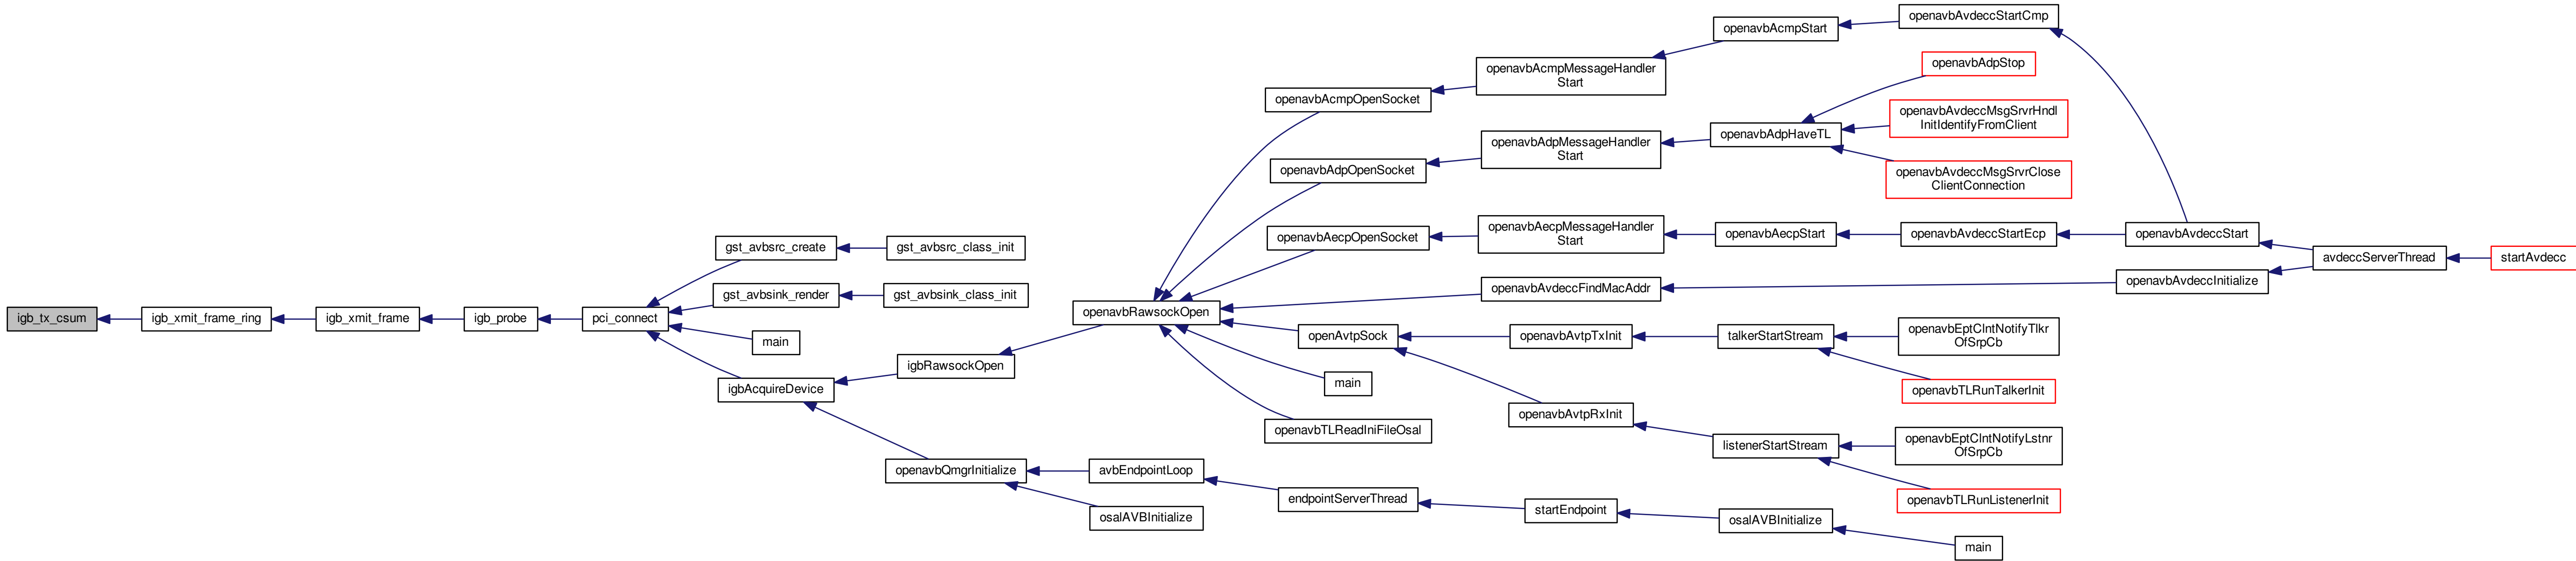 igb_tx_csum
igb_xmit_frame_ring
igb_xmit_frame
igb_probe
pci_connect
gst_avbsrc_create
gst_avbsrc_class_init
gst_avbsink_render
gst_avbsink_class_init
main
igbAcquireDevice
igbRawsockOpen
openavbRawsockOpen
openavbAcmpOpenSocket
openavbAcmpMessageHandler
Start
openavbAcmpStart
openavbAvdeccStartCmp
openavbAdpOpenSocket
openavbAdpMessageHandler
Start
openavbAdpHaveTL
openavbAdpStop
openavbAvdeccMsgSrvrHndl
InitIdentifyFromClient
openavbAvdeccMsgSrvrClose
ClientConnection
openavbAecpOpenSocket
openavbAecpMessageHandler
Start
openavbAecpStart
openavbAvdeccStartEcp
openavbAvdeccStart
avdeccServerThread
startAvdecc
openavbAvdeccFindMacAddr
openavbAvdeccInitialize
openAvtpSock
openavbAvtpTxInit
talkerStartStream
openavbEptClntNotifyTlkr
OfSrpCb
openavbTLRunTalkerInit
main
openavbAvtpRxInit
listenerStartStream
openavbEptClntNotifyLstnr
OfSrpCb
openavbTLRunListenerInit
openavbTLReadIniFileOsal
openavbQmgrInitialize
avbEndpointLoop
endpointServerThread
startEndpoint
osalAVBInitialize
main
osalAVBInitialize